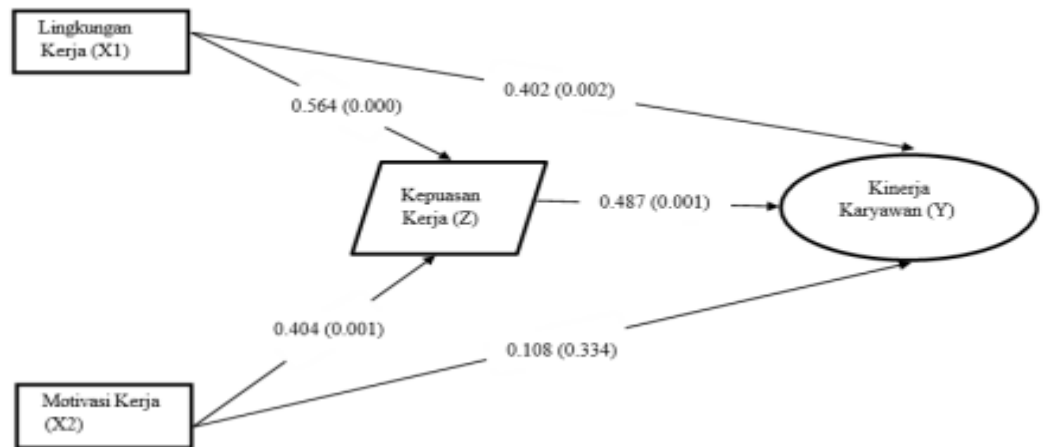 Lingkungan
Kerja (X1)
0.402 (0.002)
0.564 (0.000)
Kepuasan
Kerja (Z)
0.487 (0.001)
Kinerja
Karyawan (Y)
0.404 (0.001)
0.108 (0.334)
Motivasi Kerja
(X2)